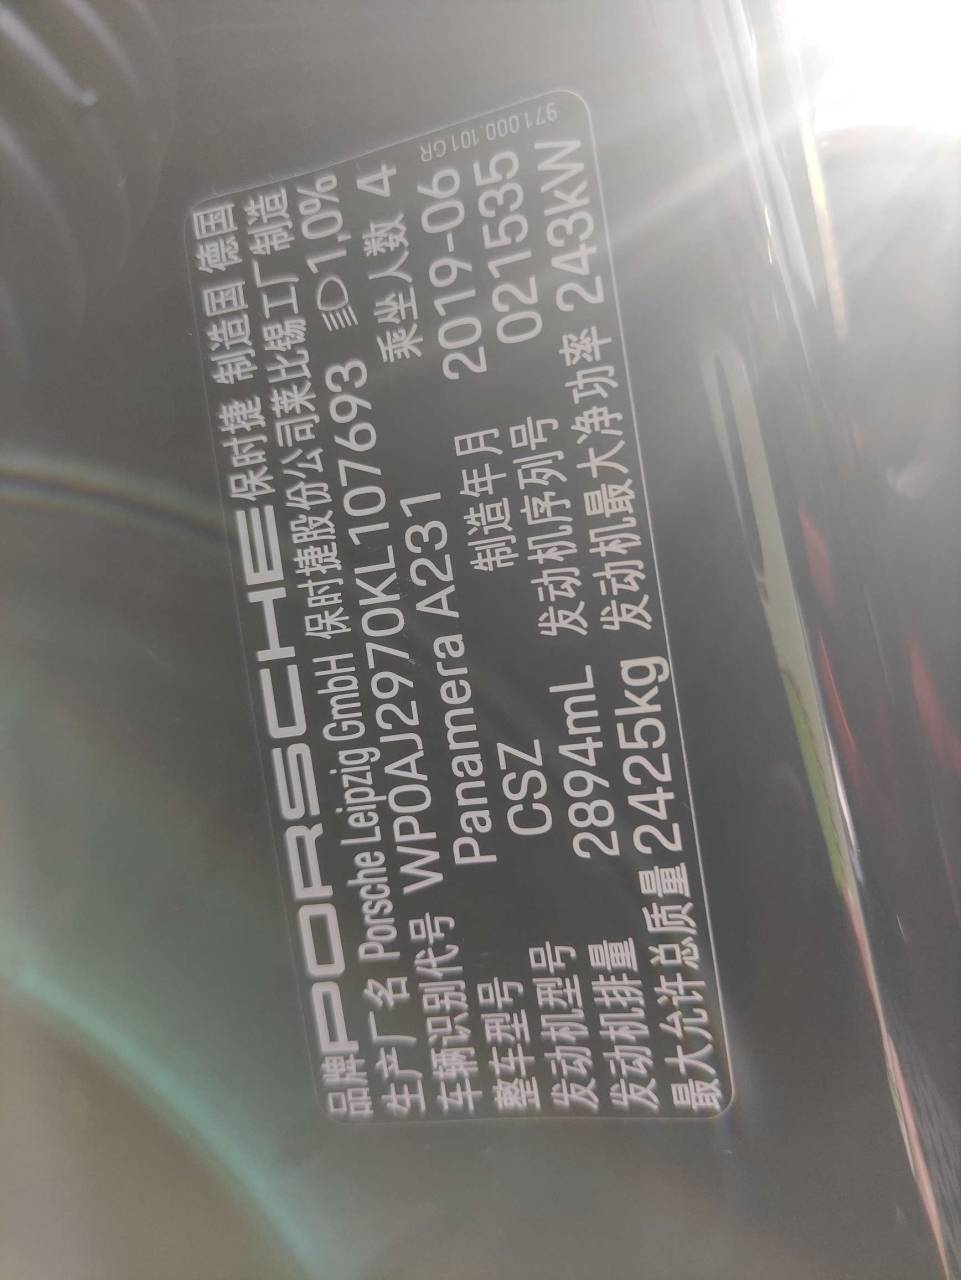 品牌 PORSCHE 保时捷 制造国 德国
生产厂名 Porsche Leipzig GmbH 保时捷股份公司莱比锡工厂制造
车辆识别代号 WP0AJ2970KL107693 1,0%
整车型号 Panamera A231 乘坐人数 4
发动机型号 CSZ 制造年月 2019-06
发动机排量 2894mL 发动机序列号 021535
最大允许总质量 2425kg 发动机最大净功率 243kW
971.000.101.GR